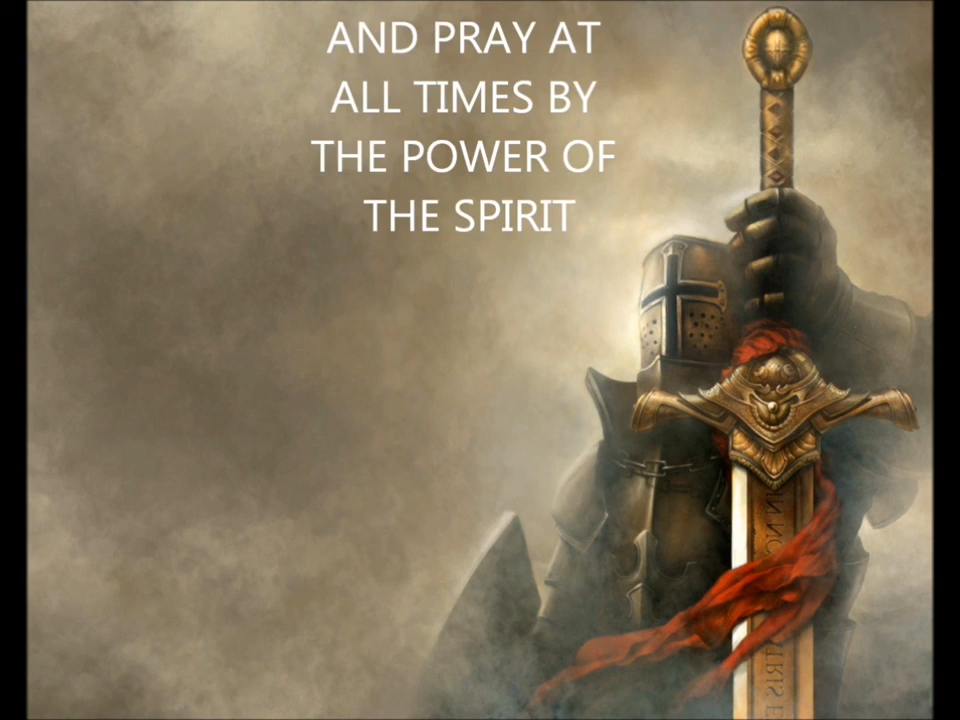 AND PRAY AT
ALL TIMES BY
THE POWER OF
THE SPIRIT